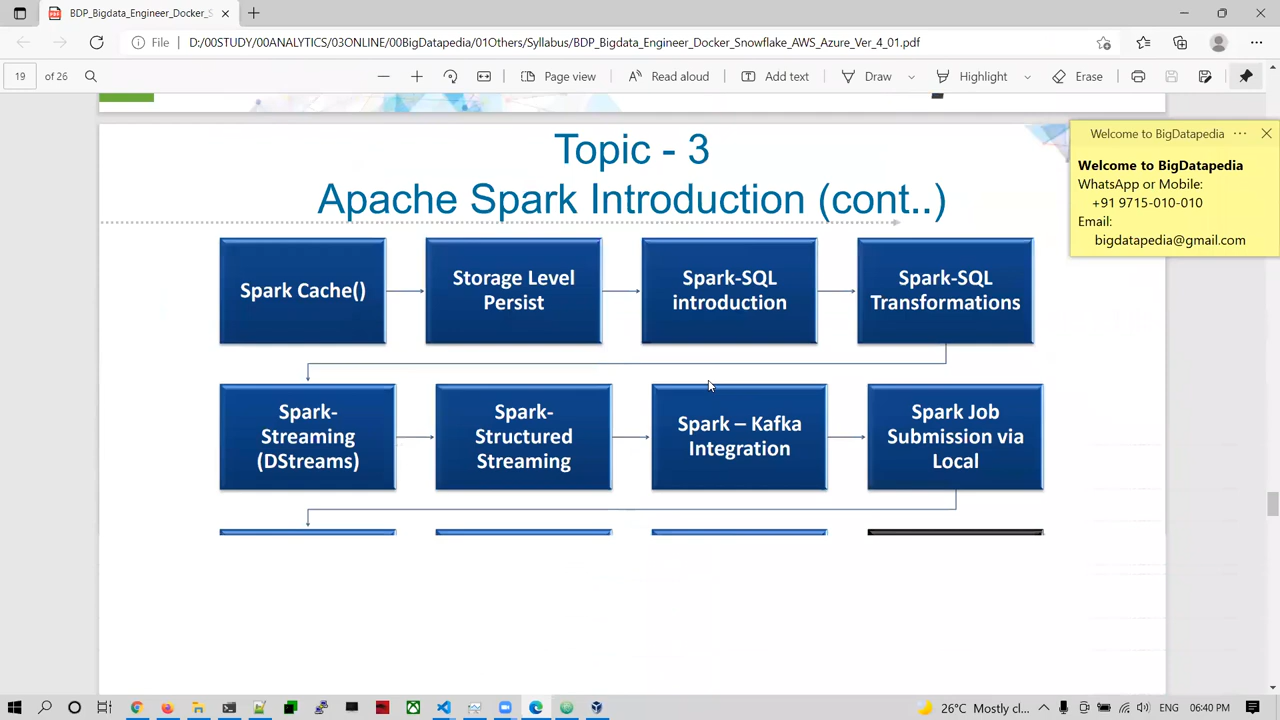 BDP_Bigdata_Engineer_Docker_S
File
D:/00STUDY/00ANALYTICS/03ONLINE/00BigDatapedia/01Others/Syllabus/BDP_Bigdata_Engineer_Docker_Snowflake_AWS_Azure_Ver_4_01.pdf
19 of 26
Page view
Read aloud
Add text
Draw
Highlight
Erase
Topic - 3
Apache Spark Introduction (cont..)
Welcome to BigDatapedia
Welcome to BigDatapedia
WhatsApp or Mobile:
+91 9715-010-010
Email:
bigdatapedia@gmail.com
Spark Cache()
Storage Level
Persist
Spark-SQL
introduction
Spark-SQL
Transformations
Spark-
Streaming
(DStreams)
Spark-
Structured
Streaming
Spark – Kafka
Integration
Spark Job
Submission via
Local
26°C Mostly cl...
ENG
06:40 PM